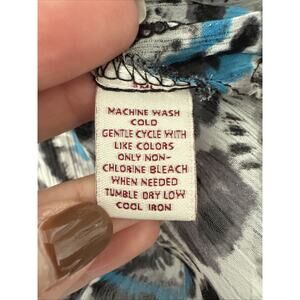 MACHINE WASH
COLD
GENTLE CYCLE WITH
LIKE COLORS
ONLY NON-
CHLORINE BLEACH
WHEN NEEDED
TUMBLE DRY LOW
COOL IRON